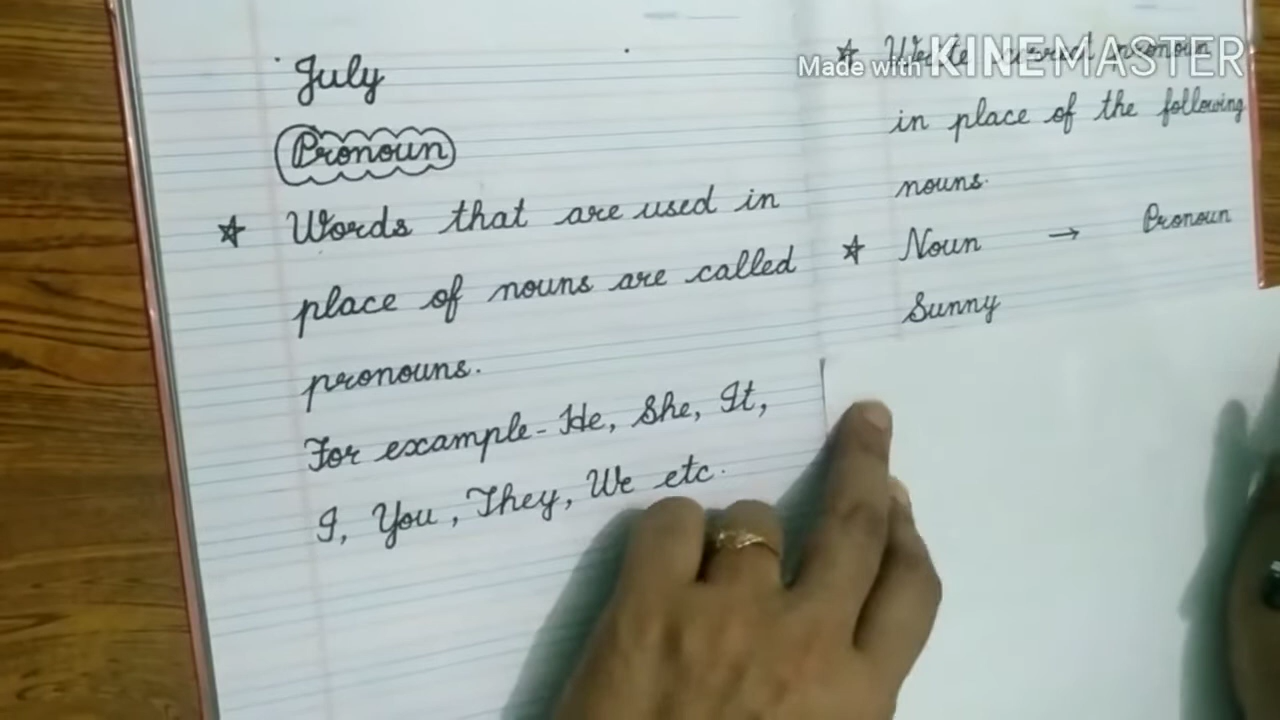 July
Pronoun
Words that are used in
place of nouns are called
pronouns.
For example - He, She, It,
I, You, They, We etc.
Made with KINEMASTER
pronoun
in place of the following
nouns.
Noun → Pronoun
Sunny